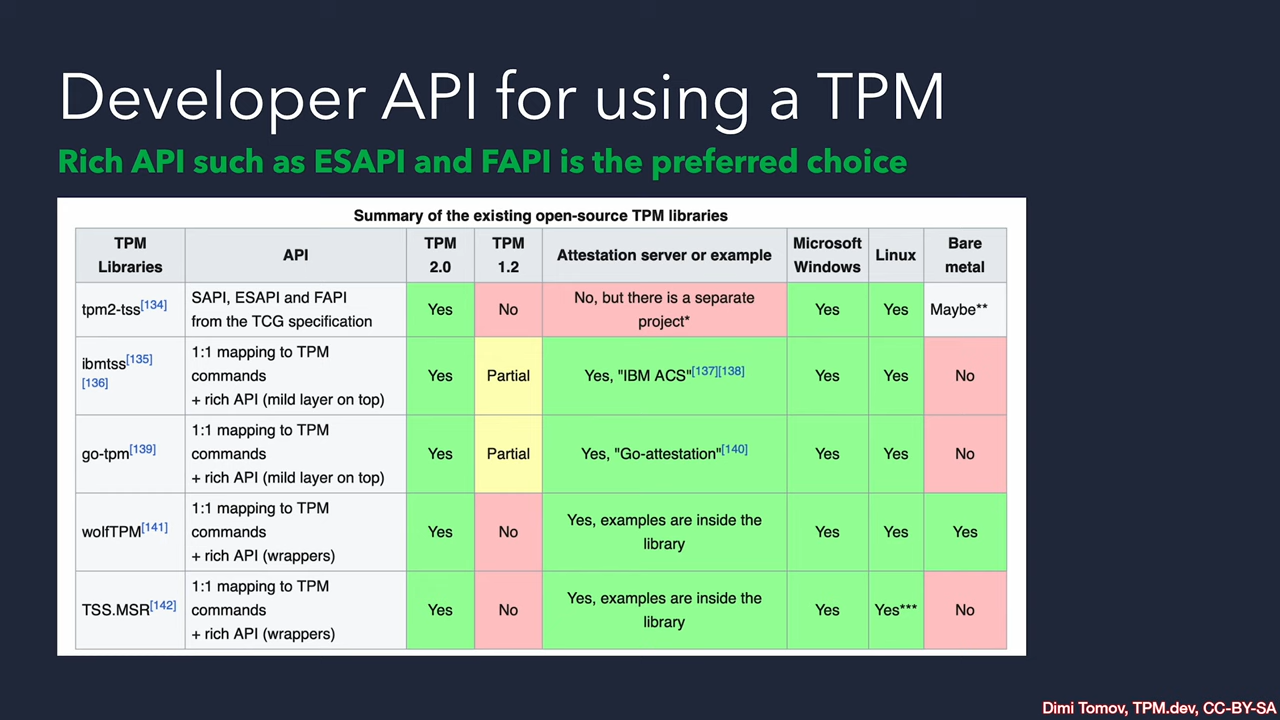 Developer API for using a TPM
Rich API such as ESAPI and FAPI is the preferred choice
Summary of the existing open-source TPM libraries
TPM Libraries API TPM 2.0 TPM 1.2 Attestation server or example Microsoft Windows Linux Bare metal
tpm2-tss[134] SAPI, ESAPI and FAPI from the TCG specification Yes No No, but there is a separate project* Yes Yes Maybe**
ibmtss[135][136] 1:1 mapping to TPM commands + rich API (mild layer on top) Yes Partial Yes, "IBM ACS"[137][138] Yes Yes No
go-tpm[139] 1:1 mapping to TPM commands + rich API (mild layer on top) Yes Partial Yes, "Go-attestation"[140] Yes Yes No
wolfTPM[141] 1:1 mapping to TPM commands + rich API (wrappers) Yes No Yes, examples are inside the library Yes Yes Yes
TSS.MSR[142] 1:1 mapping to TPM commands + rich API (wrappers) Yes No Yes, examples are inside the library Yes Yes*** No
Dimi Tomov, TPM.dev, CC-BY-SA